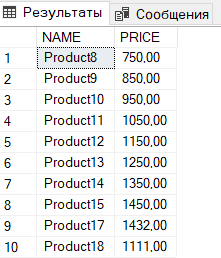 Результаты Сообщения
NAME PRICE
1 Product8 750,00
2 Product9 850,00
3 Product10 950,00
4 Product11 1050,00
5 Product12 1150,00
6 Product13 1250,00
7 Product14 1350,00
8 Product15 1450,00
9 Product17 1432,00
10 Product18 1111,00